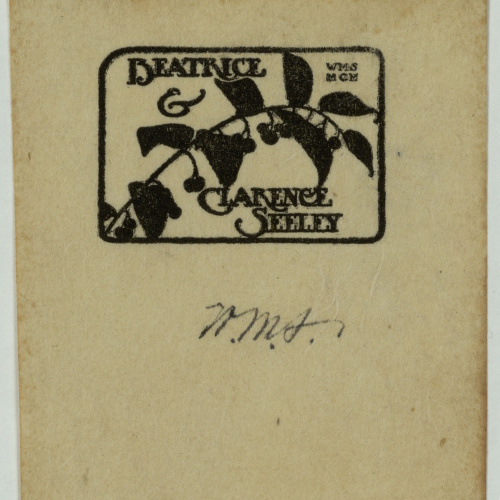 BEATRICE
&
WMS
MCM
CLARENCE
SEELEY
W.M.S.